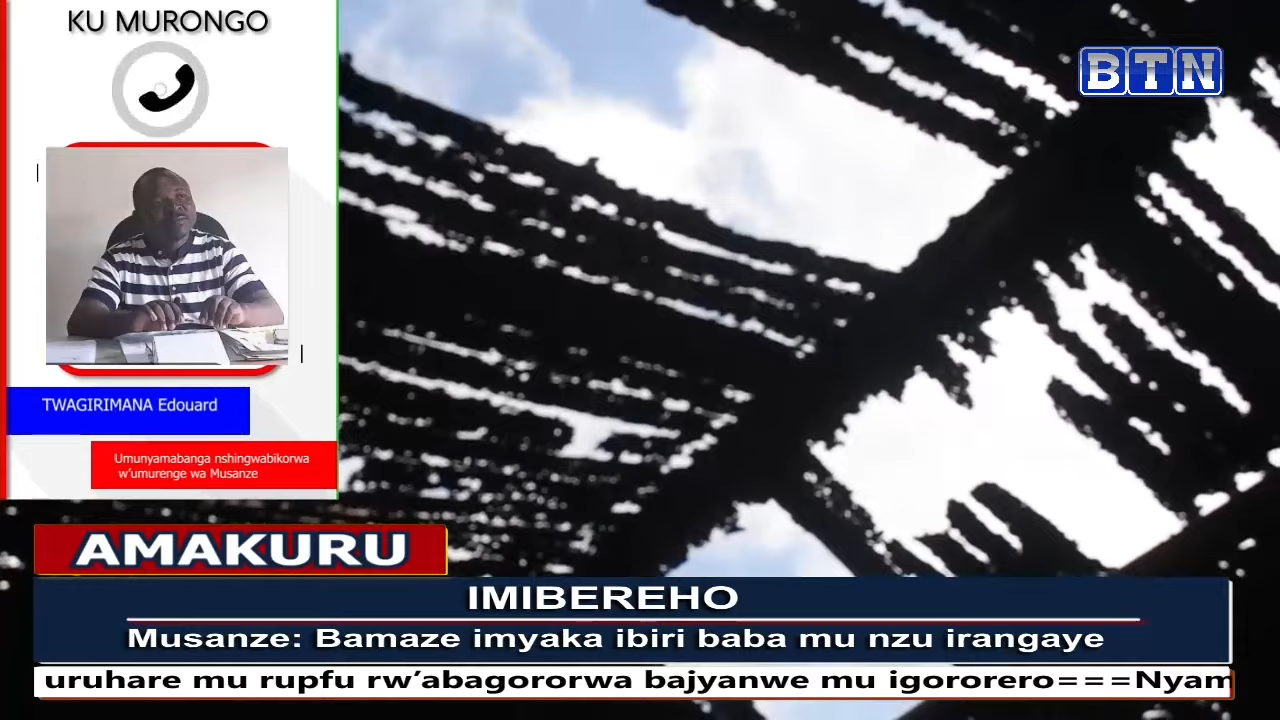 KU MURONGO
BTN
TWAGIRIMANA Edouard
Umunyamabanga nshingwabikorwa
w'umurenge wa Musanze
AMAKURU
IMIBEREHO
Musanze: Bamaze imyaka ibiri baba mu nzu irangaye
uruhare mu rupfu rw'abagororwa bajyanwe mu igororero===Nyam